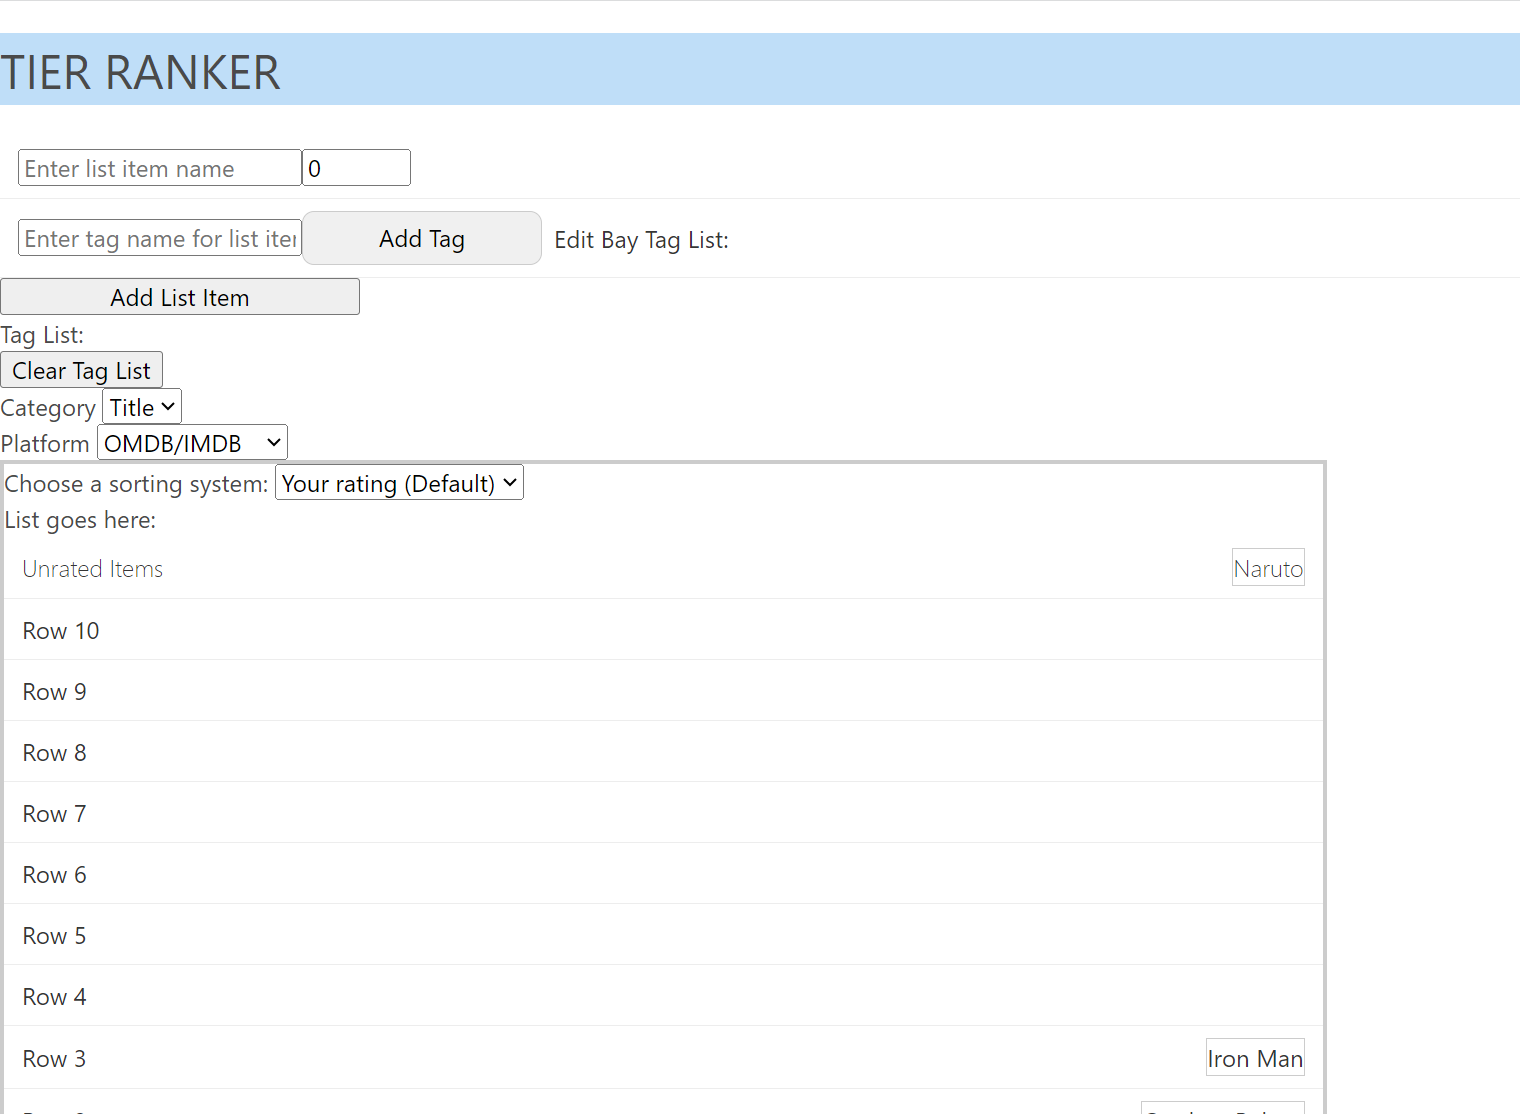 TIER RANKER
Enter list item name 0
Enter tag name for list iter Add Tag Edit Bay Tag List:
Add List Item
Tag List:
Clear Tag List
Category Title
Platform OMDB/IMDB
Choose a sorting system: Your rating (Default)
List goes here:
Unrated Items Naruto
Row 10
Row 9
Row 8
Row 7
Row 6
Row 5
Row 4
Row 3 Iron Man